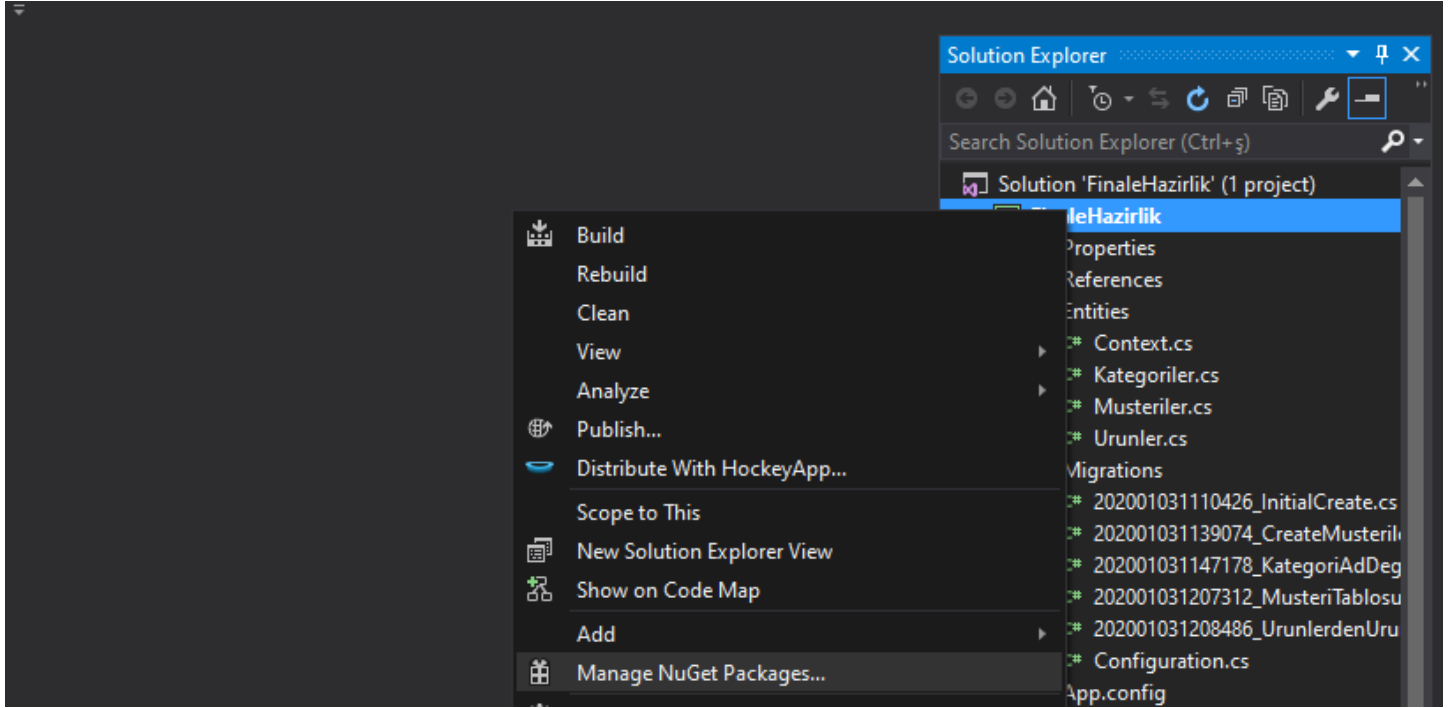 Solution Explorer
Search Solution Explorer (Ctrl+ş)
Solution 'FinaleHazirlik' (1 project)
leHazirlik
Properties
References
Entities
Context.cs
Kategoriler.cs
Musteriler.cs
Urunler.cs
Migrations
202001031110426_InitialCreate.cs
202001031139074_CreateMusteril
202001031147178_KategoriAdDeg
202001031207312_MusteriTablosu
202001031208486_UrunlerdenUru
Configuration.cs
App.config
Build
Rebuild
Clean
View
Analyze
Publish...
Distribute With HockeyApp...
Scope to This
New Solution Explorer View
Show on Code Map
Add
Manage NuGet Packages...